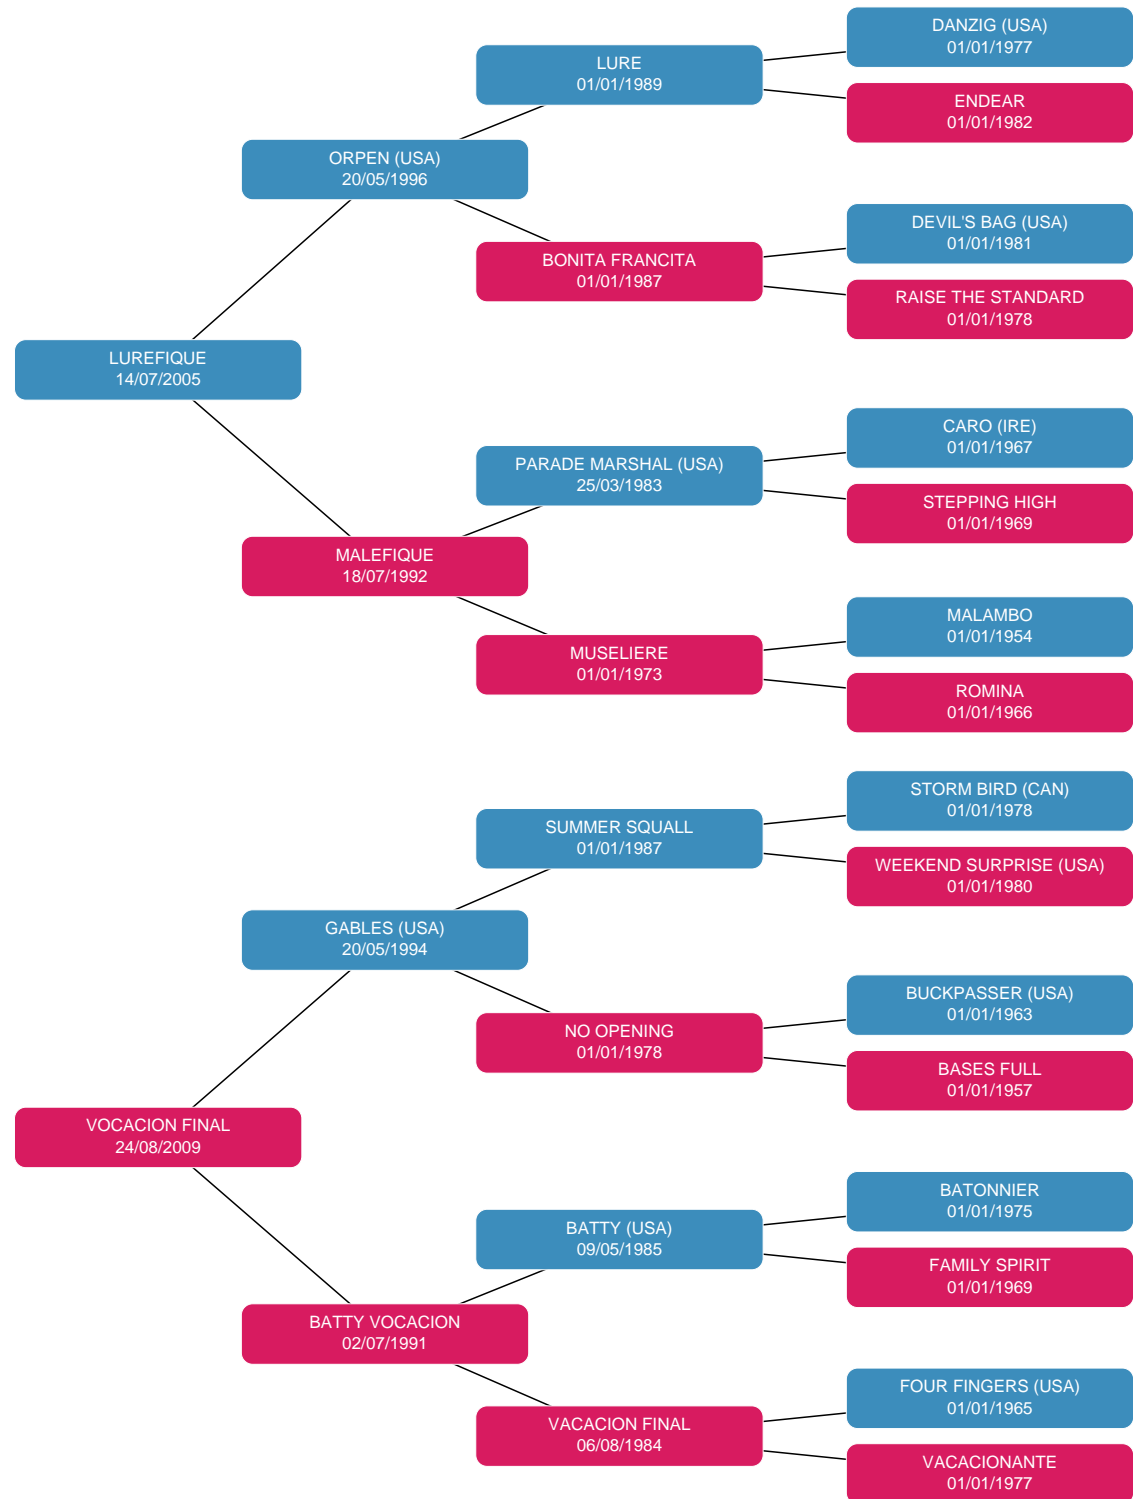 DANZIG (USA)
01/01/1977
LURE
01/01/1989
ENDEAR
01/01/1982
ORPEN (USA)
20/05/1996
DEVIL'S BAG (USA)
01/01/1981
BONITA FRANCITA
01/01/1987
RAISE THE STANDARD
01/01/1978
LUREFIQUE
14/07/2005
CARO (IRE)
01/01/1967
PARADE MARSHAL (USA)
25/03/1983
STEPPING HIGH
01/01/1969
MALEFIQUE
18/07/1992
MALAMBO
01/01/1954
MUSELIERE
01/01/1973
ROMINA
01/01/1966
STORM BIRD (CAN)
01/01/1978
SUMMER SQUALL
01/01/1987
WEEKEND SURPRISE (USA)
01/01/1980
GABLES (USA)
20/05/1994
BUCKPASSER (USA)
01/01/1963
NO OPENING
01/01/1978
BASES FULL
01/01/1957
VOCACION FINAL
24/08/2009
BATONNIER
01/01/1975
BATTY (USA)
09/05/1985
FAMILY SPIRIT
01/01/1969
BATTY VOCACION
02/07/1991
FOUR FINGERS (USA)
01/01/1965
VACACION FINAL
06/08/1984
VACACIONANTE
01/01/1977